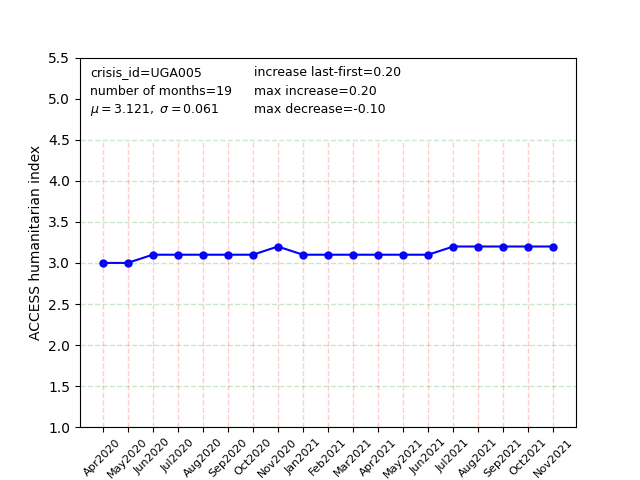 crisis_id=UGA005
number of months=19
μ = 3.121, σ = 0.061
increase last-first=0.20
max increase=0.20
max decrease=-0.10
ACCESS humanitarian index
5.5
5.0
4.5
4.0
3.5
3.0
2.5
2.0
1.5
1.0
Apr2020
May2020
Jun2020
Jul2020
Aug2020
Sep2020
Oct2020
Nov2020
Jan2021
Feb2021
Mar2021
Apr2021
May2021
Jun2021
Jul2021
Aug2021
Sep2021
Oct2021
Nov2021